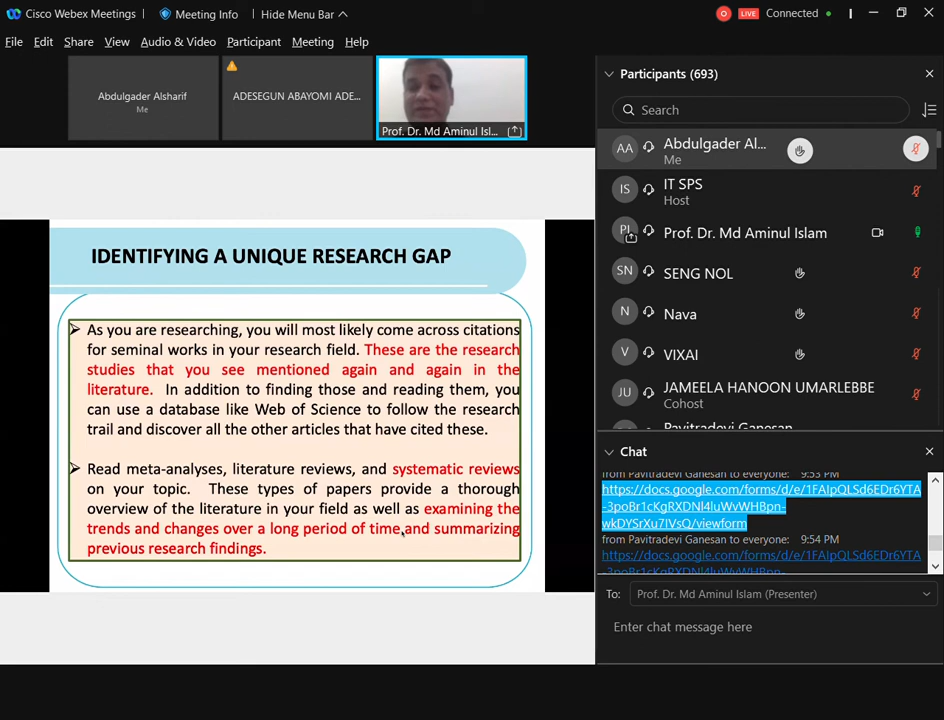 Cisco Webex Meetings
Meeting Info
Hide Menu Bar
LIVE
Connected
File
Edit
Share
View
Audio & Video
Participant
Meeting
Help
Abdulgader Alsharif
Me
ADESEGUN ABAYOMI ADE...
Prof. Dr. Md Aminul Isl...
IDENTIFYING A UNIQUE RESEARCH GAP
As you are researching, you will most likely come across citations
for seminal works in your research field. These are the research
studies that you see mentioned again and again in the
literature. In addition to finding those and reading them, you
can use a database like Web of Science to follow the research
trail and discover all the other articles that have cited these.
Read meta-analyses, literature reviews, and systematic reviews
on your topic. These types of papers provide a thorough
overview of the literature in your field as well as examining the
trends and changes over a long period of time and summarizing
previous research findings.
Participants (693)
Search
AA
Abdulgader Al...
Me
IS
IT SPS
Host
PI
Prof. Dr. Md Aminul Islam
SN
SENG NOL
N
Nava
V
VIXAI
JU
JAMEELA HANOON UMARLEBBE
Cohost
Pavitradevi Ganesan
Chat
from Pavitradevi Ganesan to everyone: 9:53 PM
https://docs.google.com/forms/d/e/1FAIpQLSd6EDr6YTA
-3poBr1cKgRXDNl4luWvWHBpn-
wkDYSrXu7IVsQ/viewform
from Pavitradevi Ganesan to everyone: 9:54 PM
https://docs.google.com/forms/d/e/1FAIpQLSd6EDr6YTA
-3poBr1cKgRXDNl4luWvWHBpn-
To:
Prof. Dr. Md Aminul Islam (Presenter)
Enter chat message here